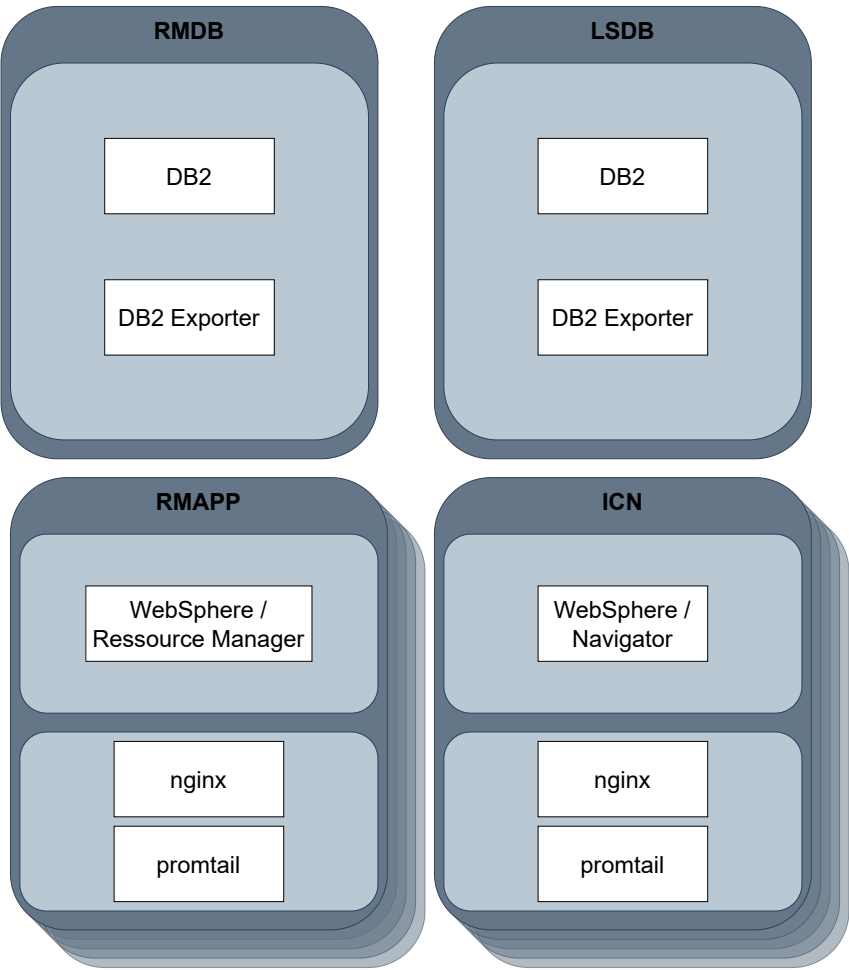 RMDB
DB2
DB2 Exporter
LSDB
DB2
DB2 Exporter
RMAPP
WebSphere /
Ressource Manager
nginx
promtail
ICN
WebSphere /
Navigator
nginx
promtail